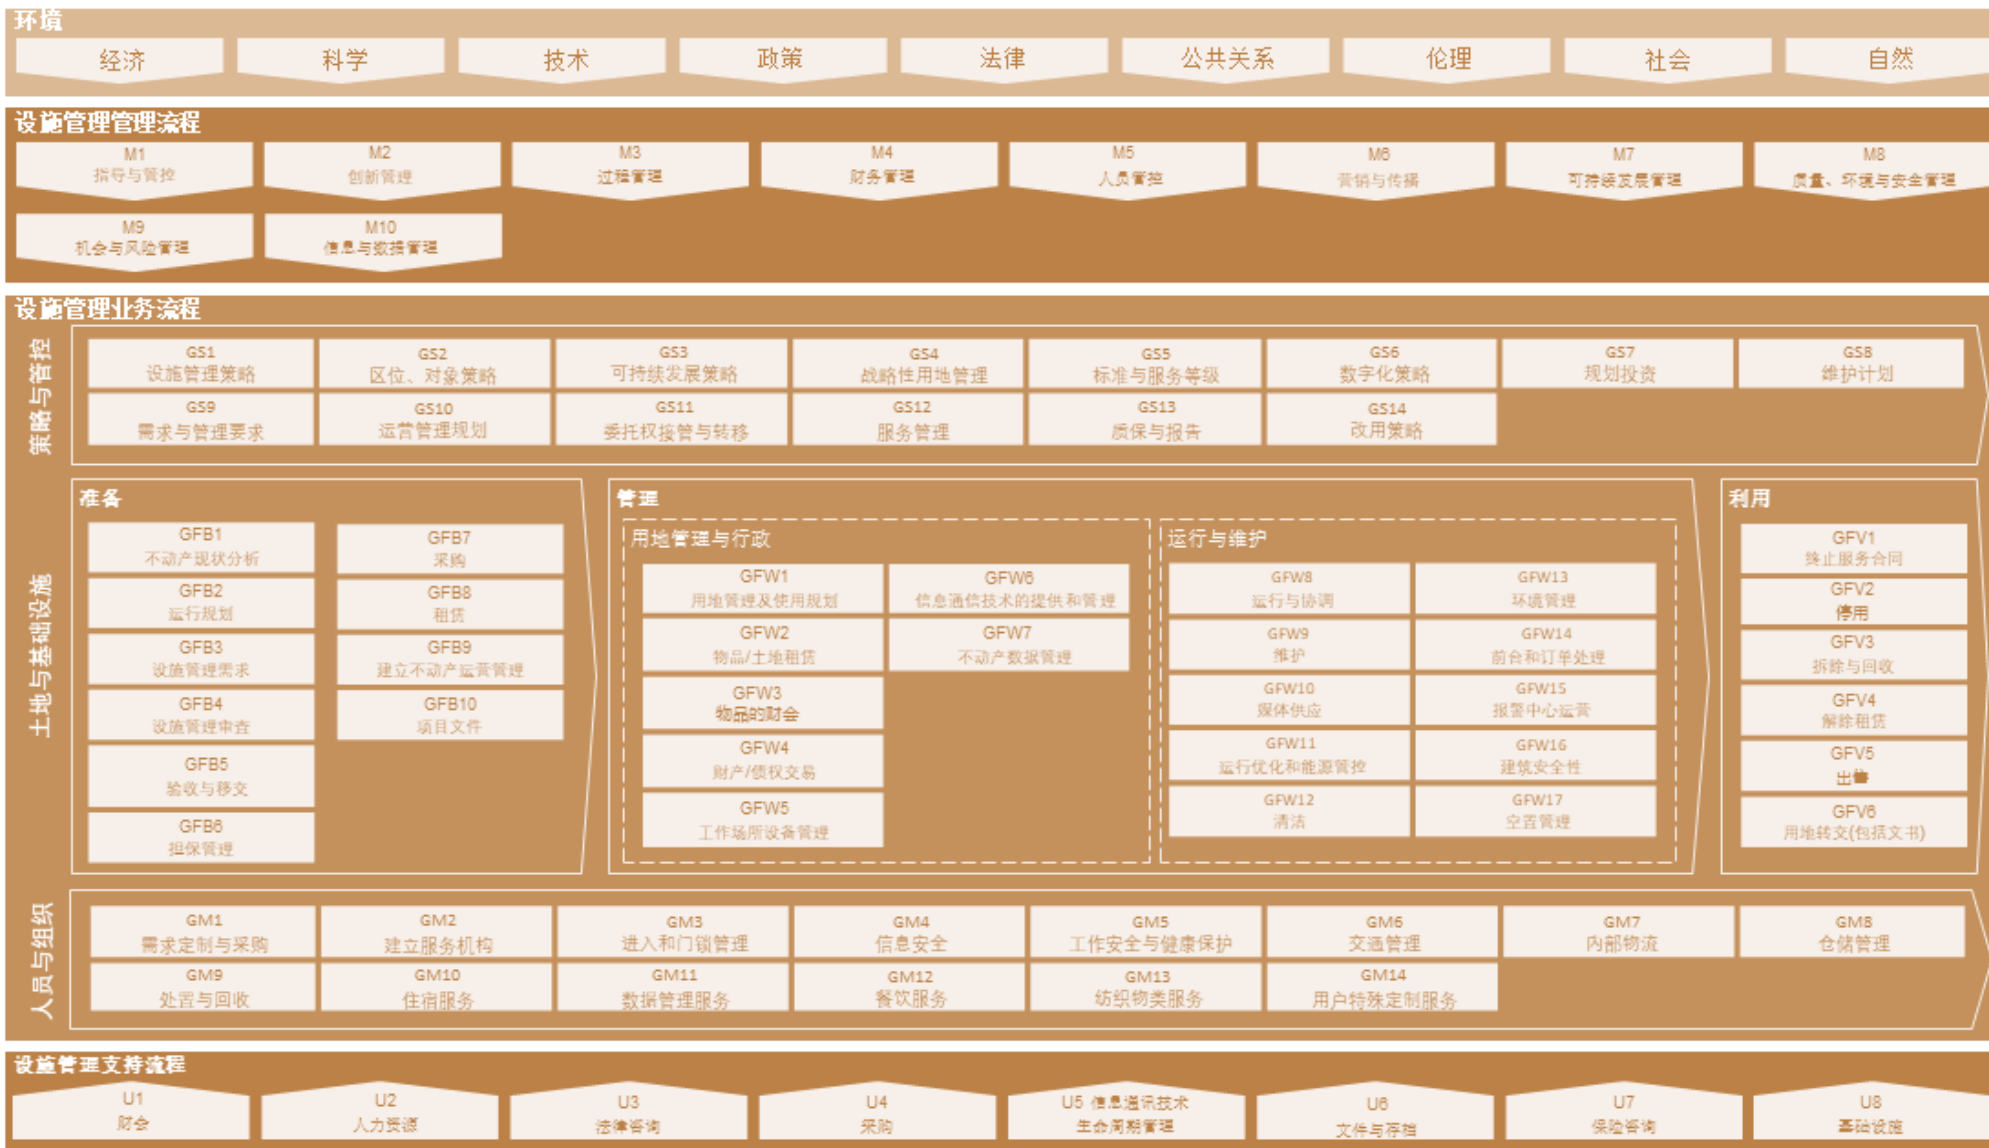 环境
经济
科学
技术
政策
法律
公共关系
伦理
社会
自然
设施管理管理流程
M1
指导与管控
M2
创新管理
M3
过程管理
M4
财务管理
M5
人员管控
M6
营销与传播
M7
可持续发展管理
M8
质量、环境与安全管理
M9
机会与风险管理
M10
信息与数据管理
设施管理业务流程
策略与管控
GS1
设施管理策略
GS2
区位、对象策略
GS3
可持续发展策略
GS4
战略性用地管理
GS5
标准与服务等级
GS6
数字化策略
GS7
规划投资
GS8
维护计划
GS9
需求与管理要求
GS10
运营管理规划
GS11
委托权接管与转移
GS12
服务管理
GS13
质保与报告
GS14
改用策略
土地与基础设施
准备
GFB1
不动产现状分析
GFB2
运行规划
GFB3
设施管理需求
GFB4
设施管理审查
GFB5
验收与移交
GFB6
担保管理
GFB7
采购
GFB8
租赁
GFB9
建立不动产运营管理
GFB10
项目文件
管理
用地管理与行政
GFW1
用地管理及使用规划
GFW2
物品/土地租赁
GFW3
物品的财会
GFW4
财产/债权交易
GFW5
工作场所设备管理
GFW6
信息通信技术的提供和管理
GFW7
不动产数据管理
运行与维护
GFW8
运行与协调
GFW9
维护
GFW10
媒体供应
GFW11
运行优化和能源管控
GFW12
清洁
GFW13
环境管理
GFW14
前台和订单处理
GFW15
报警中心运营
GFW16
建筑安全性
GFW17
空置管理
利用
GFV1
终止服务合同
GFV2
停用
GFV3
拆除与回收
GFV4
解除租赁
GFV5
出售
GFV6
用地转交(包括文书)
人员与组织
GM1
需求定制与采购
GM2
建立服务机构
GM3
进入和门锁管理
GM4
信息安全
GM5
工作安全与健康保护
GM6
交通管理
GM7
内部物流
GM8
仓储管理
GM9
处置与回收
GM10
住宿服务
GM11
数据管理服务
GM12
餐饮服务
GM13
纺织物类服务
GM14
用户特殊定制服务
设施管理支持流程
U1
财会
U2
人力资源
U3
法律咨询
U4
采购
U5 信息通讯技术
生命周期管理
U6
文件与存档
U7
保险咨询
U8
基础设施